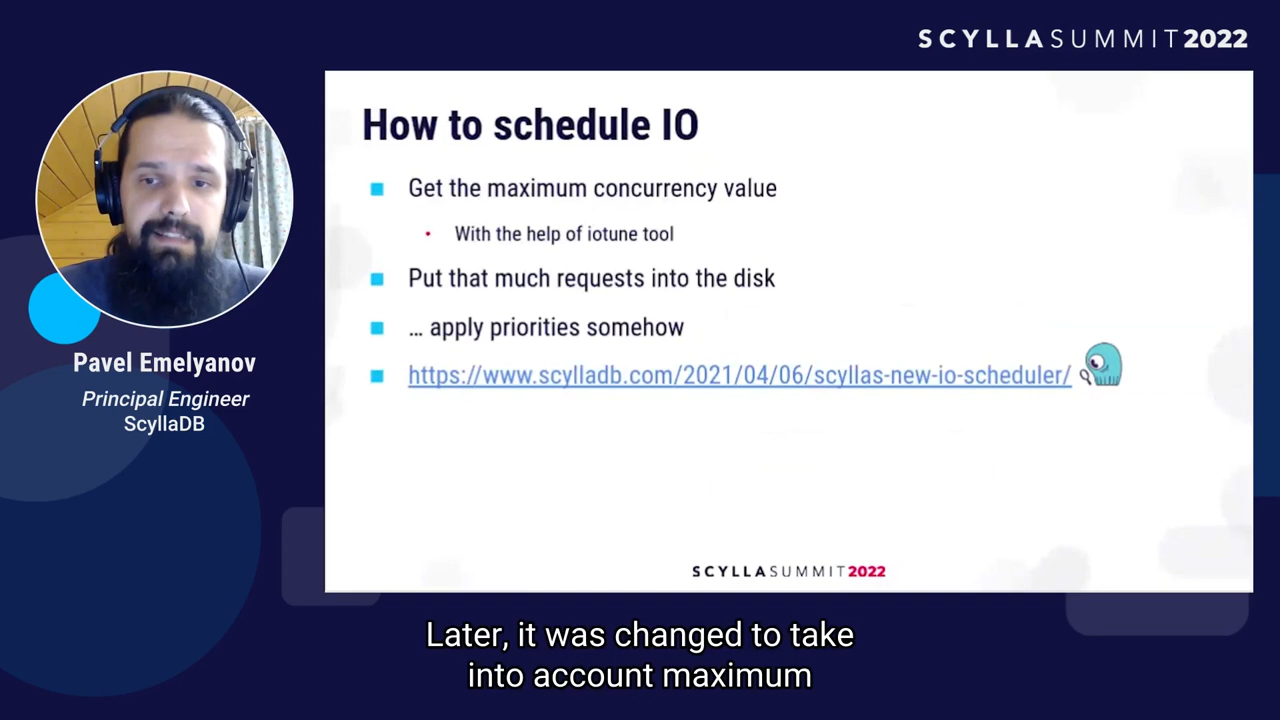 SCYLLASUMMIT2022
How to schedule IO
Get the maximum concurrency value
With the help of iotune tool
Put that much requests into the disk
… apply priorities somehow
https://www.scylladb.com/2021/04/06/scyllas-new-io-scheduler/
Pavel Emelyanov
Principal Engineer
ScyllaDB
SCYLLASUMMIT2022
Later, it was changed to take
into account maximum